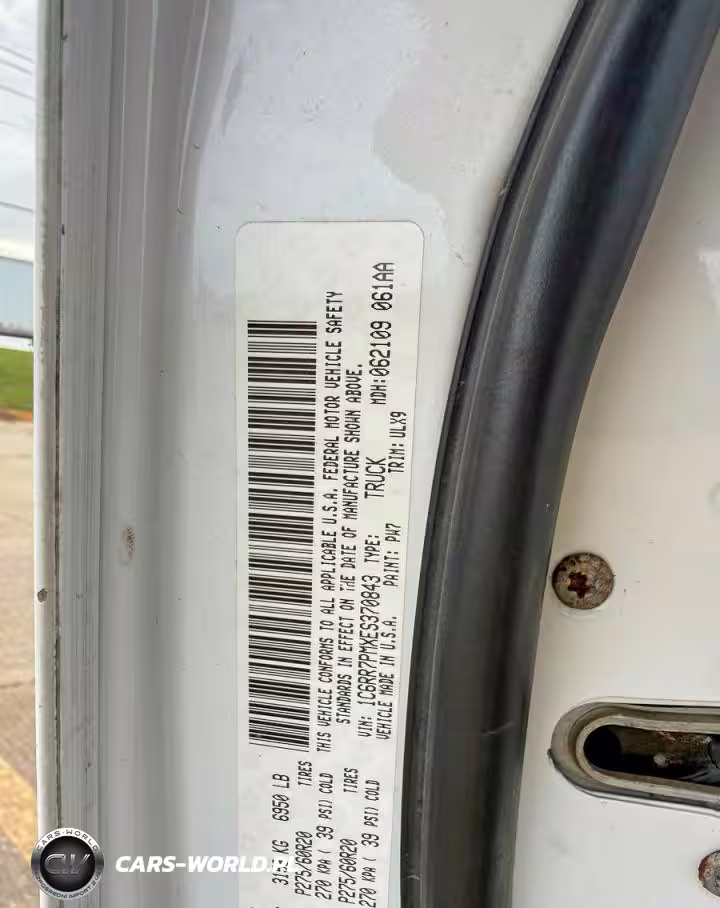 6950 LB
KG
TIRES
P275/60R20
270 KPA ( 39 PSI) COLD
TIRES
P275/60R20
270 KPA ( 39 PSI) COLD
THIS VEHICLE CONFORMS TO ALL APPLICABLE U.S.A. FEDERAL MOTOR VEHICLE SAFETY
STANDARDS IN EFFECT ON THE DATE OF MANUFACTURE SHOWN ABOVE.
MDH:062109 061AA
VIN: 1C6RR7PMXES370843 TYPE: TRUCK
VEHICLE MADE IN U.S.A. PAINT: PW7 TRIM: ULX9
CARS-WORLD
CW
CARS-WORLD.